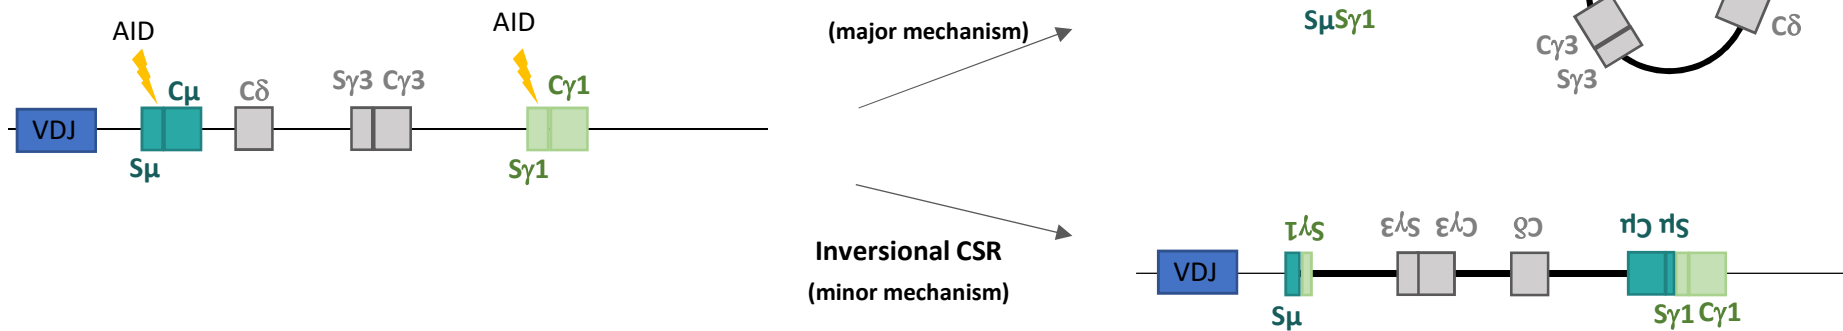 AID
AID
(major mechanism)
SμSγ1
Cγ3
Sγ3
Cδ
Cμ
Cδ
Sγ3 Cγ3
Cγ1
VDJ
Sμ
Sγ1
Inversional CSR
(minor mechanism)
Sγ1
Sγ3 Cγ3
Cδ
Cμ Sμ
VDJ
Sμ
Sγ1 Cγ1